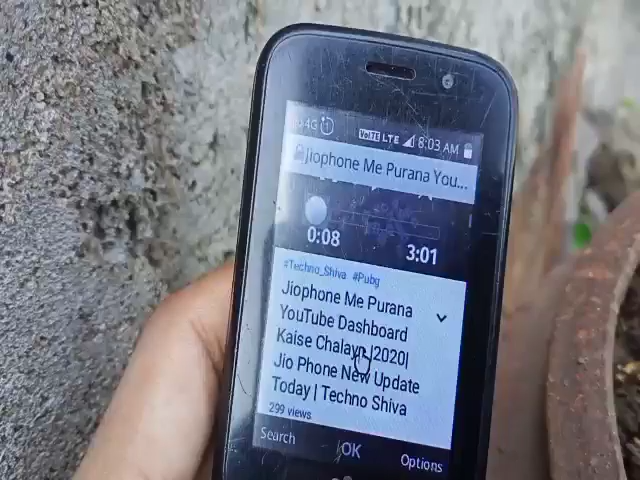 4G 1 VoLTE LTE 8:03 AM
Jiophone Me Purana You...
0:08 3:01
#Techno_Shiva #Pubg
Jiophone Me Purana
YouTube Dashboard
Kaise Chalaye|2020|
Jio Phone New Update
Today | Techno Shiva
299 views
Search OK Options